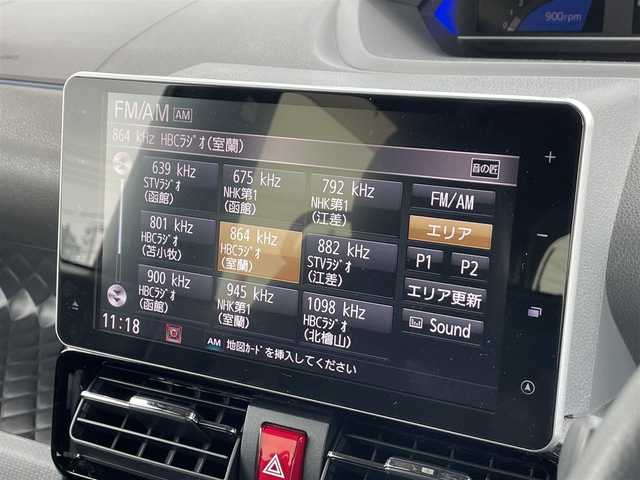 900rpm
FM/AM AM
864 kHz HBCラジオ(室蘭)
音の匠
639 kHz
STVラジオ
(函館)
675 kHz
NHK第1
(函館)
792 kHz
NHK第1
(江差)
FM/AM
801 kHz
HBCラジオ
(苫小牧)
864 kHz
HBCラジオ
(室蘭)
882 kHz
STVラジオ
(江差)
エリア
P1 P2
900 kHz
HBCラジオ
(函館)
945 kHz
NHK第1
(室蘭)
1098 kHz
HBCラジオ
(北檜山)
エリア更新
Sound
11:18
AM 地図カードを挿入してください